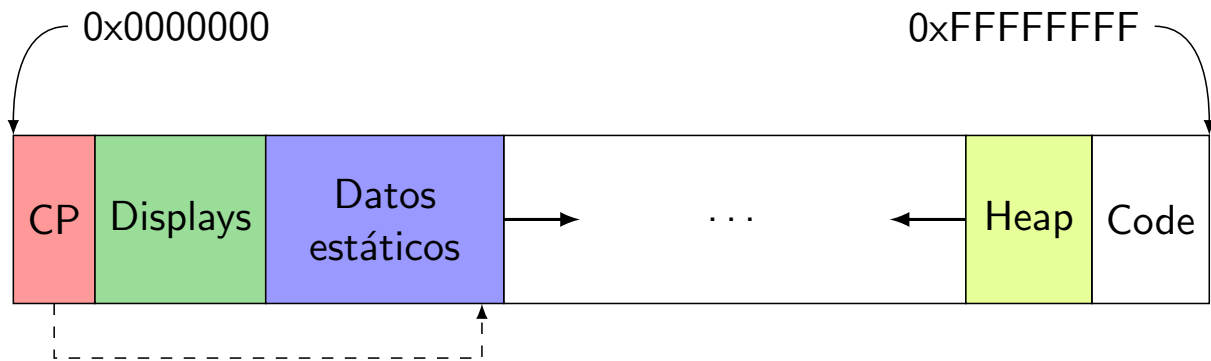 0x0000000
0xFFFFFFFF
CP
Displays
Datos
estáticos
. . .
Heap
Code